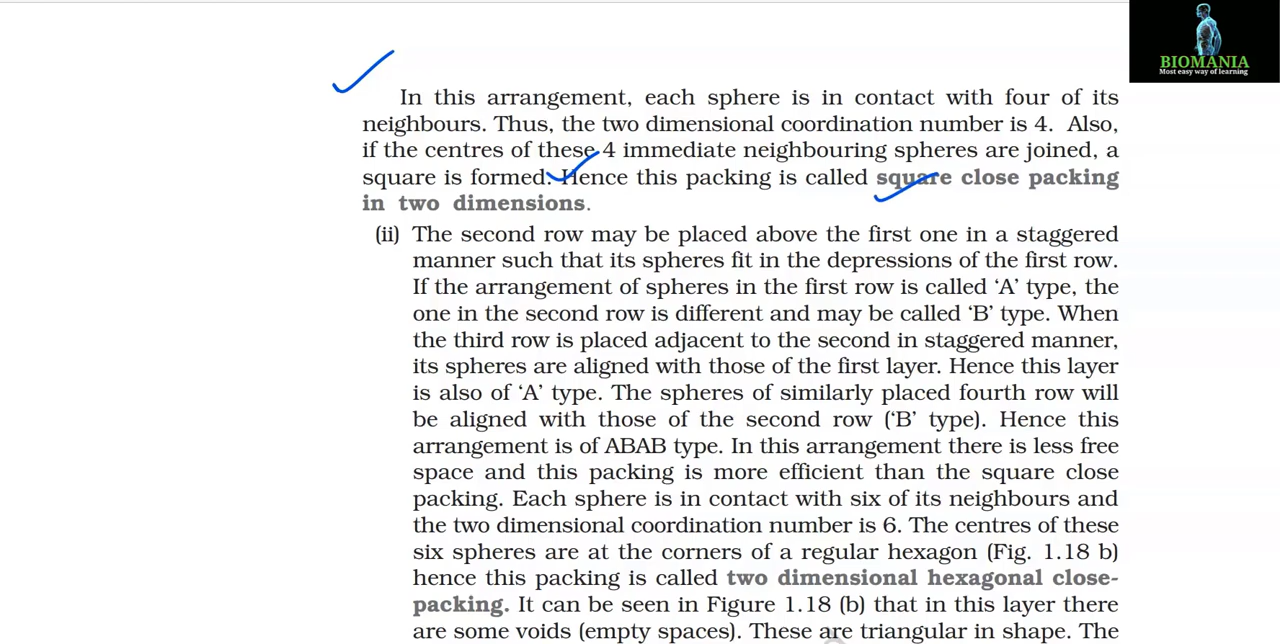 BIOMANIA
Most easy way of learning
In this arrangement, each sphere is in contact with four of its
neighbours. Thus, the two dimensional coordination number is 4. Also,
if the centres of these 4 immediate neighbouring spheres are joined, a
square is formed. Hence this packing is called square close packing
in two dimensions.
(ii) The second row may be placed above the first one in a staggered
manner such that its spheres fit in the depressions of the first row.
If the arrangement of spheres in the first row is called ‘A’ type, the
one in the second row is different and may be called ‘B’ type. When
the third row is placed adjacent to the second in staggered manner,
its spheres are aligned with those of the first layer. Hence this layer
is also of ‘A’ type. The spheres of similarly placed fourth row will
be aligned with those of the second row (‘B’ type). Hence this
arrangement is of ABAB type. In this arrangement there is less free
space and this packing is more efficient than the square close
packing. Each sphere is in contact with six of its neighbours and
the two dimensional coordination number is 6. The centres of these
six spheres are at the corners of a regular hexagon (Fig. 1.18 b)
hence this packing is called two dimensional hexagonal close-
packing. It can be seen in Figure 1.18 (b) that in this layer there
are some voids (empty spaces). These are triangular in shape. The